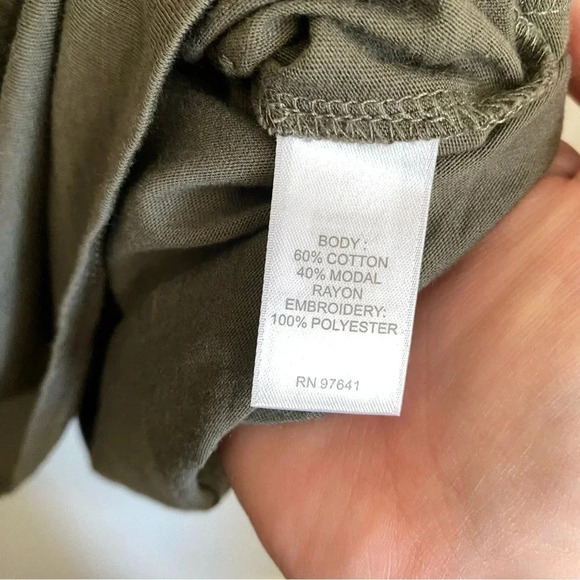 BODY :
60% COTTON
40% MODAL
RAYON
EMBROIDERY:
100% POLYESTER
RN 97641